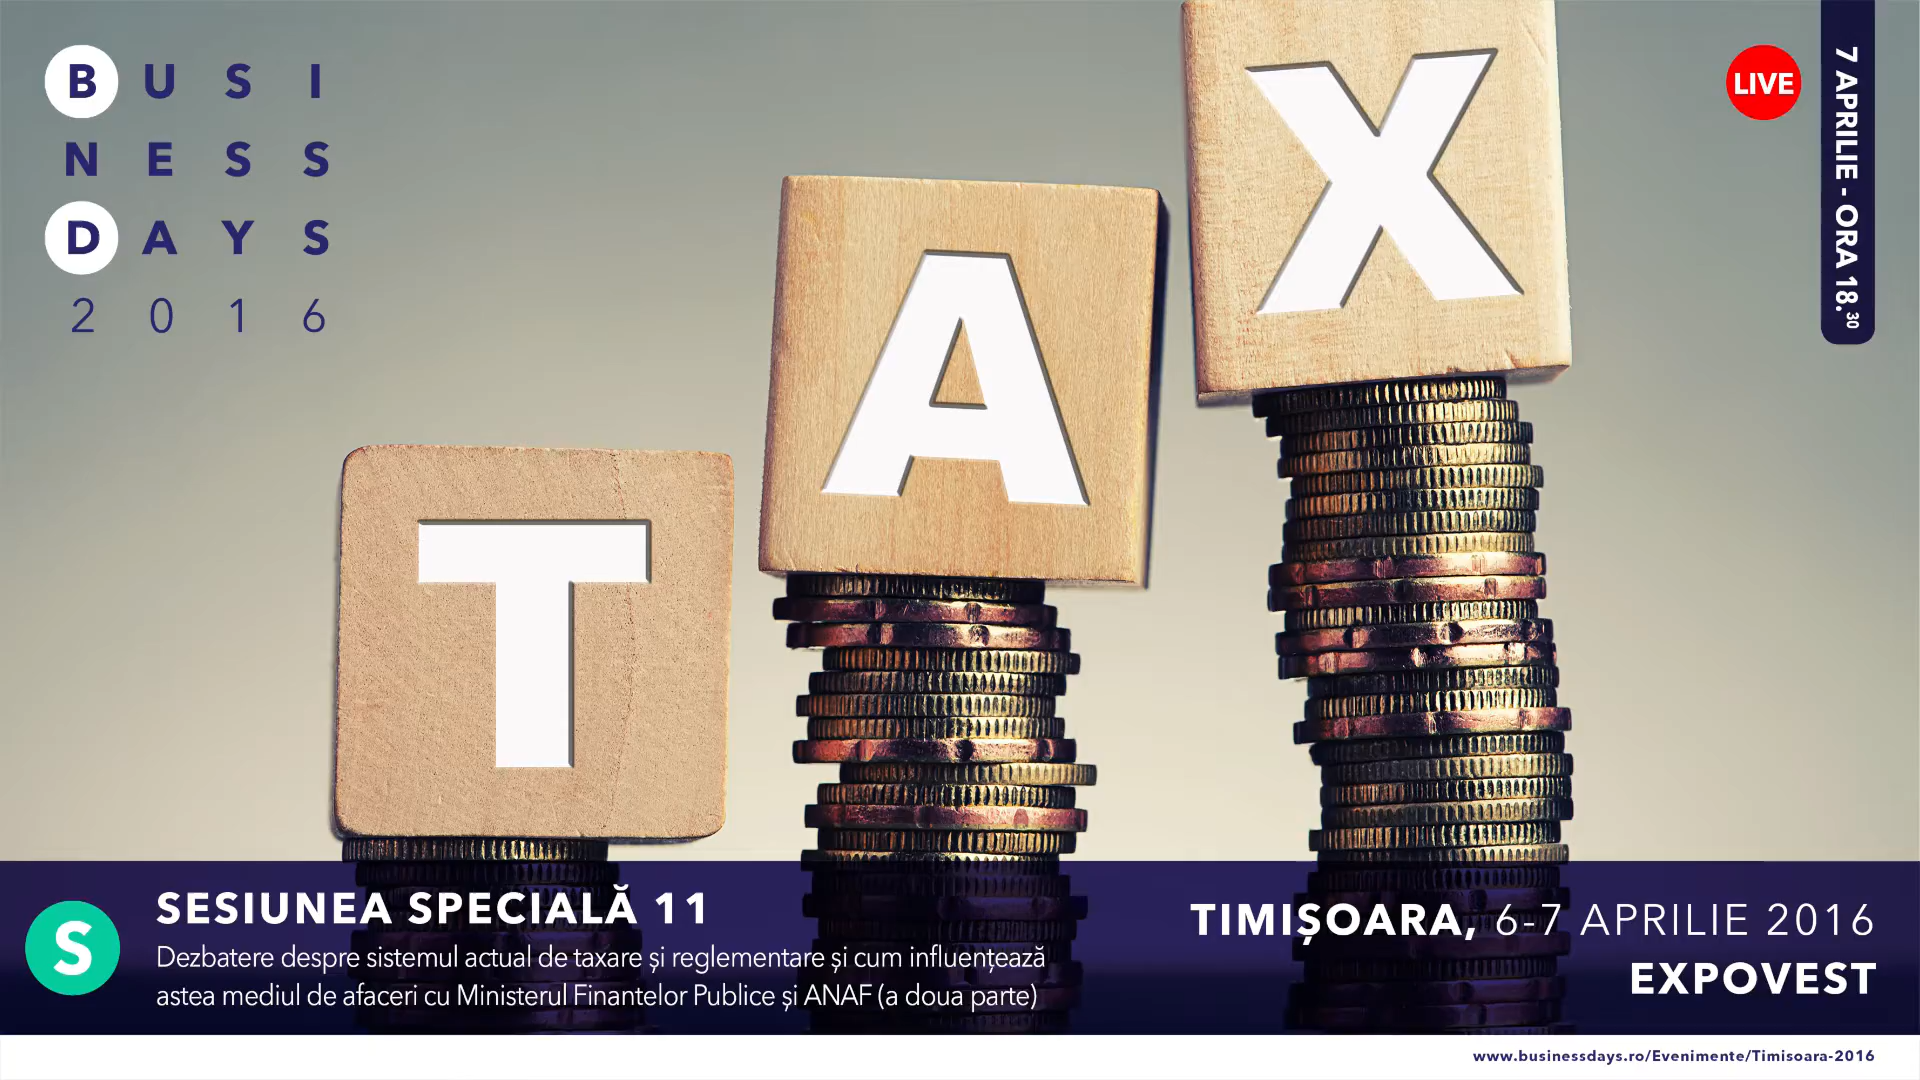 B U S I
N E S S
D A Y S
2 0 1 6
T
A
X
LIVE
7 APRILIE - ORA 18.30
S
SESIUNEA SPECIALĂ 11
Dezbatere despre sistemul actual de taxare și reglementare și cum influențează
astea mediul de afaceri cu Ministerul Finantelor Publice și ANAF (a doua parte)
TIMIȘOARA, 6-7 APRILIE 2016
EXPOVEST
www.businessdays.ro/Evenimente/Timisoara-2016